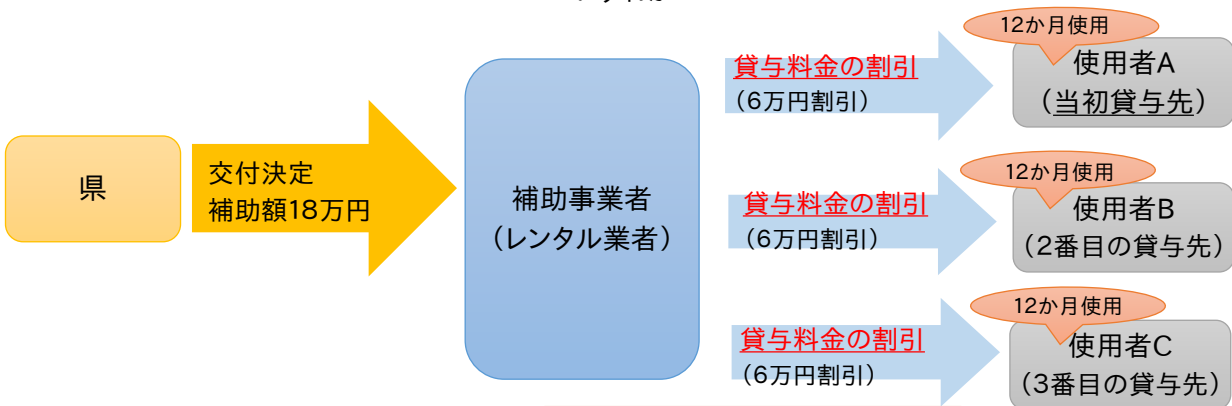 県
交付決定
補助額18万円
補助事業者
(レンタル業者)
貸与料金の割引
(6万円割引)
12か月使用
使用者A
(当初貸与先)
貸与料金の割引
(6万円割引)
12か月使用
使用者B
(2番目の貸与先)
貸与料金の割引
(6万円割引)
12か月使用
使用者C
(3番目の貸与先)